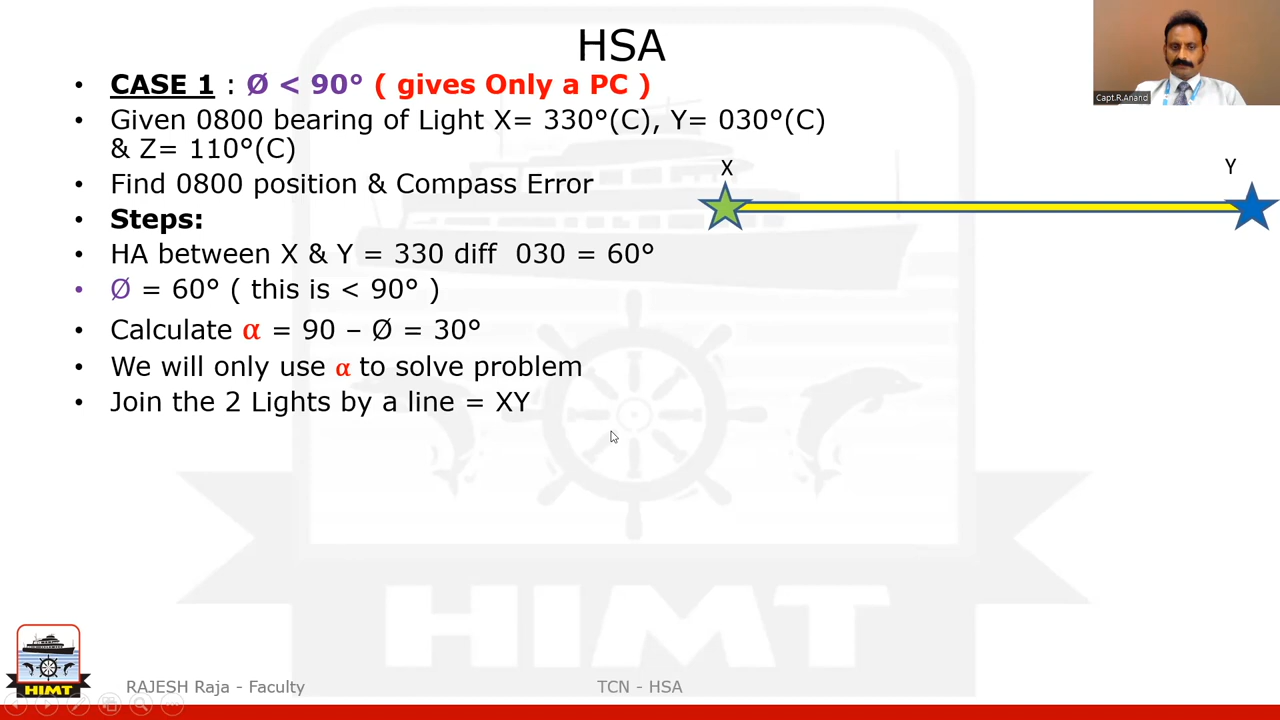 HSA
• CASE 1 : Ø < 90° ( gives Only a PC )
• Given 0800 bearing of Light X= 330°(C), Y= 030°(C)
& Z= 110°(C)
• Find 0800 position & Compass Error
• Steps:
• HA between X & Y = 330 diff 030 = 60°
• Ø = 60° ( this is < 90° )
• Calculate α = 90 – Ø = 30°
• We will only use α to solve problem
• Join the 2 Lights by a line = XY
X
Y
Capt.R.Anand
HIMT
HIMT
RAJESH Raja - Faculty
TCN - HSA